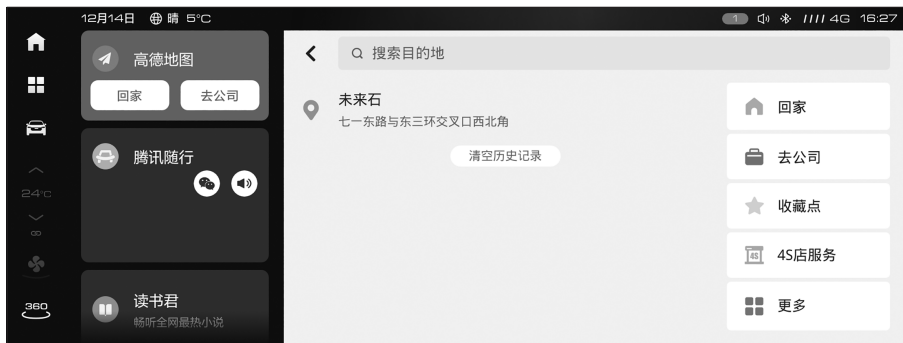 12月14日 晴 5°C
1 4G 16:27
高德地图
回家 去公司
腾讯随行
读书君
畅听全网最热小说
24°C
360
搜索目的地
未来石
七一东路与东三环交叉口西北角
清空历史记录
回家
去公司
收藏点
4S
4S店服务
更多